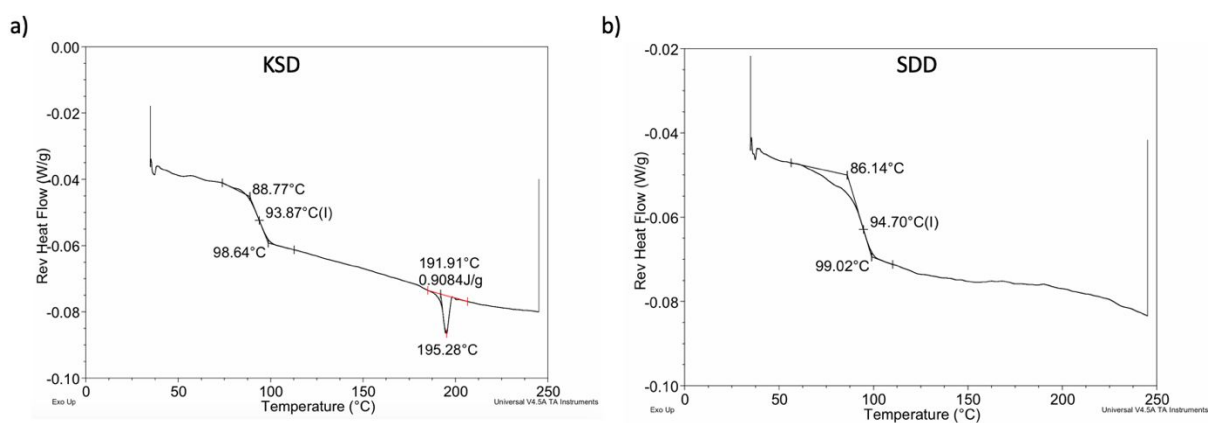 a)
KSD
0.00
-0.02
-0.04
-0.06
-0.08
-0.10
Rev Heat Flow (W/g)
88.77°C
93.87°C(I)
98.64°C
191.91°C
0.9084J/g
195.28°C
0
50
100
150
200
250
Exo Up
Temperature (°C)
Universal V4.5A TA Instruments
b)
SDD
-0.02
-0.04
-0.06
-0.08
-0.10
Rev Heat Flow (W/g)
86.14°C
94.70°C(I)
99.02°C
0
50
100
150
200
250
Exo Up
Temperature (°C)
Universal V4.5A TA Instruments